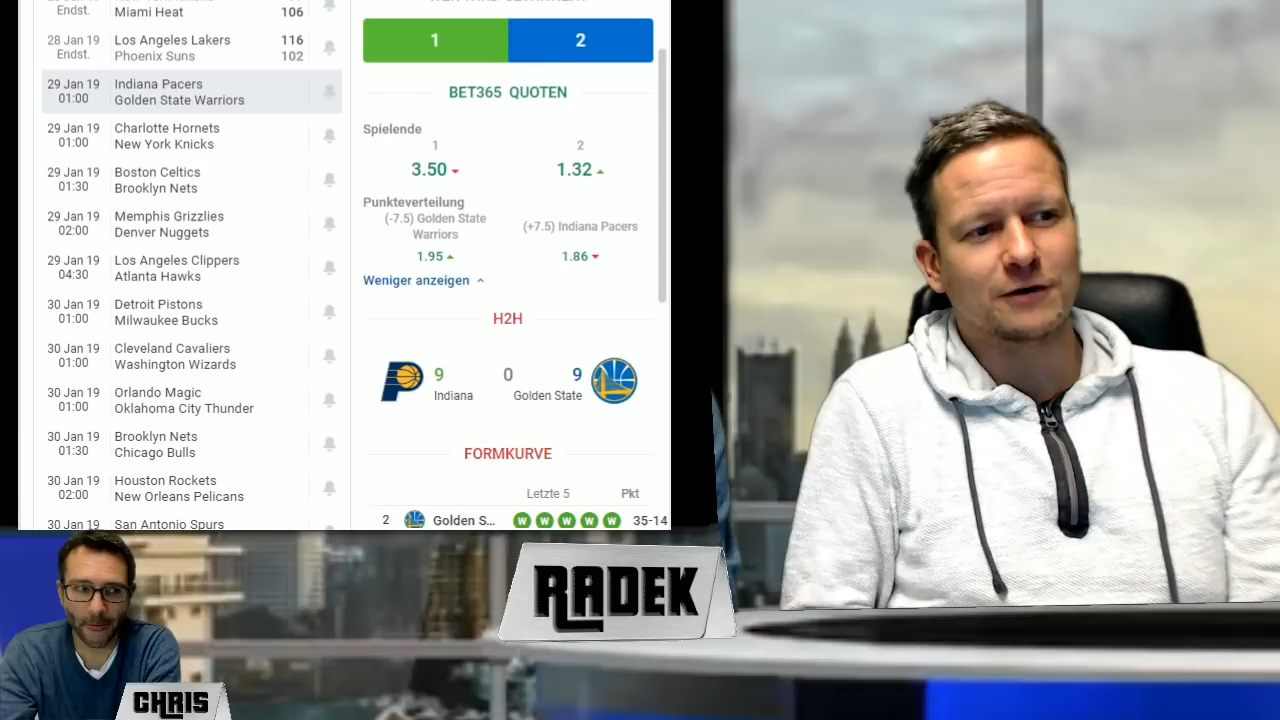 Endst.
Miami Heat
106
28 Jan 19
Endst.
Los Angeles Lakers
116
Phoenix Suns
102
29 Jan 19
01:00
Indiana Pacers
Golden State Warriors
29 Jan 19
01:00
Charlotte Hornets
New York Knicks
29 Jan 19
01:30
Boston Celtics
Brooklyn Nets
29 Jan 19
02:00
Memphis Grizzlies
Denver Nuggets
29 Jan 19
04:30
Los Angeles Clippers
Atlanta Hawks
30 Jan 19
01:00
Detroit Pistons
Milwaukee Bucks
30 Jan 19
01:00
Cleveland Cavaliers
Washington Wizards
30 Jan 19
01:00
Orlando Magic
Oklahoma City Thunder
30 Jan 19
01:30
Brooklyn Nets
Chicago Bulls
30 Jan 19
02:00
Houston Rockets
New Orleans Pelicans
30 Jan 19
San Antonio Spurs
1
2
BET365 QUOTEN
Spielende
1
2
3.50
1.32
Punkteverteilung
(-7.5) Golden State
Warriors
(+7.5) Indiana Pacers
1.95
1.86
Weniger anzeigen
H2H
9
0
9
Indiana
Golden State
FORMKURVE
Letzte 5
Pkt
2
Golden S...
W W W W W
35-14
RADEK
CHRIS